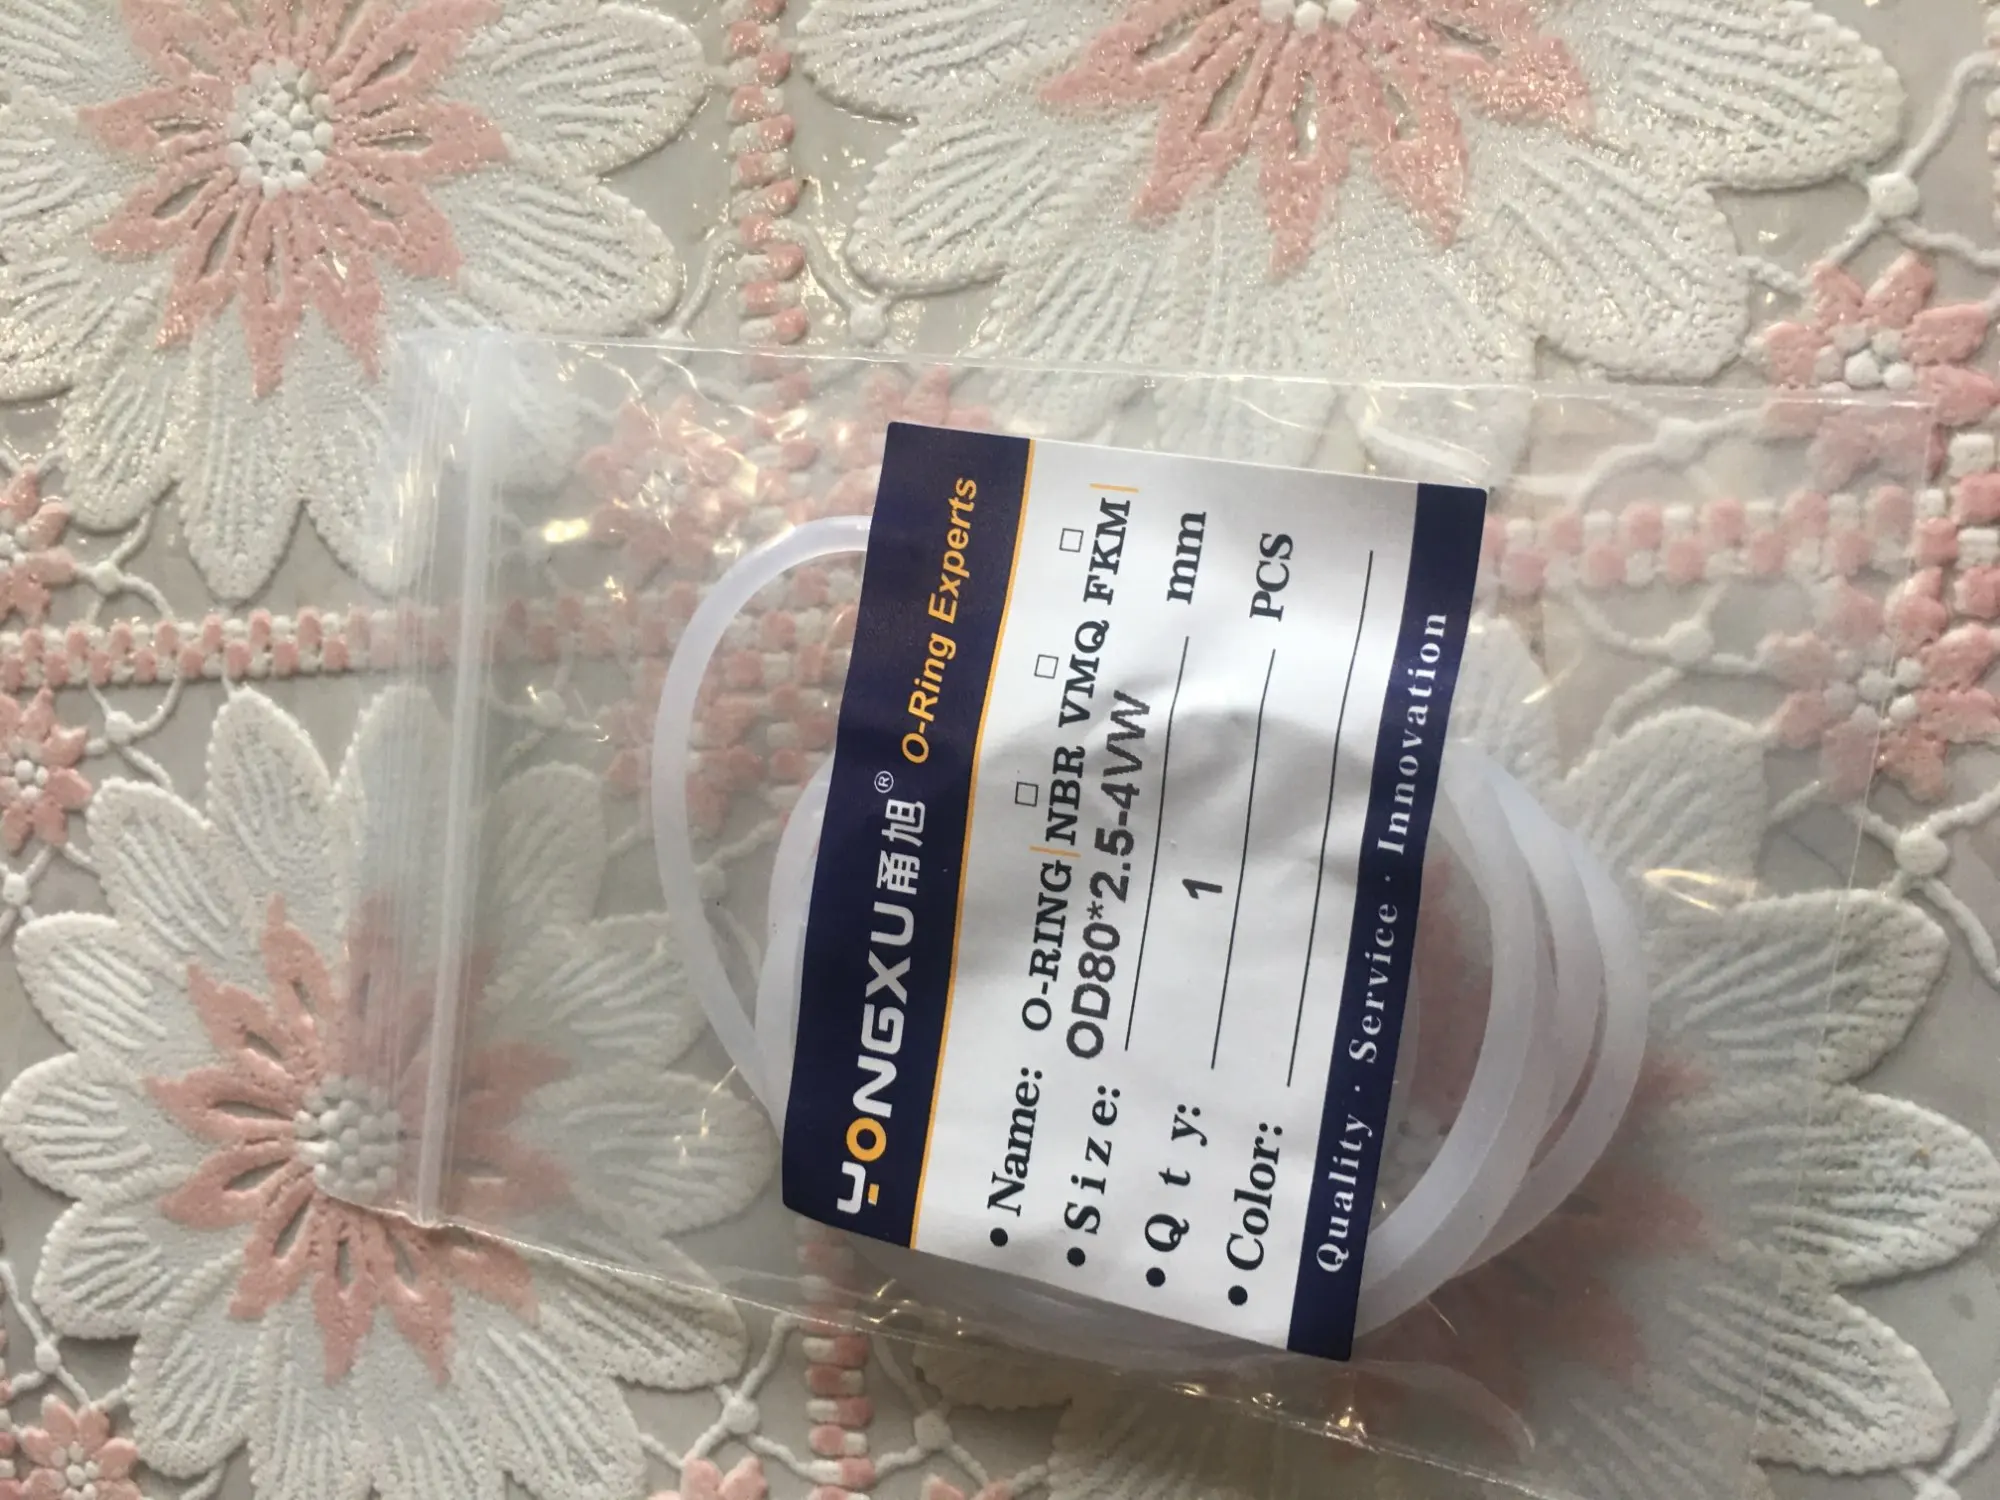 YONGXU甬旭® O-Ring Experts
□ □ □
• Name: O-RING|NBR VMQ FKM|
• Size: OD80*2.5-4VW mm
• Qty: 1 PCS
• Color:
Quality · Service · Innovation